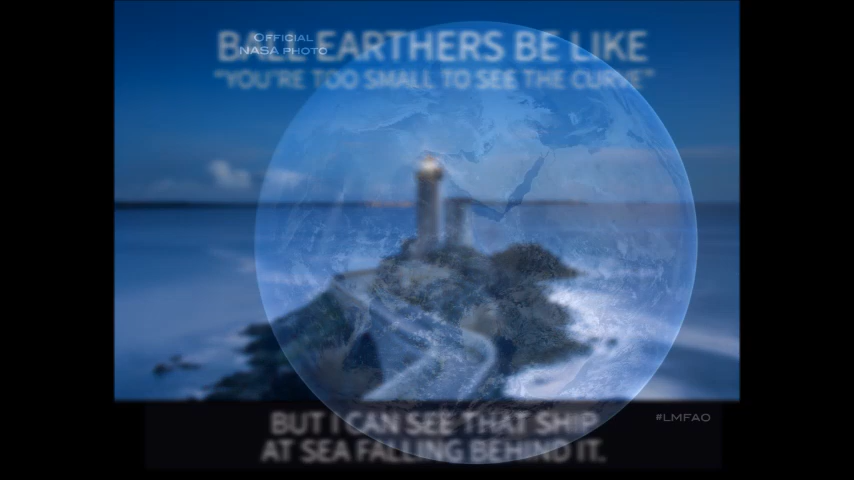 Official
NASA photo
BALL EARTHERS BE LIKE
"YOU'RE TOO SMALL TO SEE THE CURVE"
BUT I CAN SEE THAT SHIP
AT SEA FALLING BEHIND IT.
#LMFAO